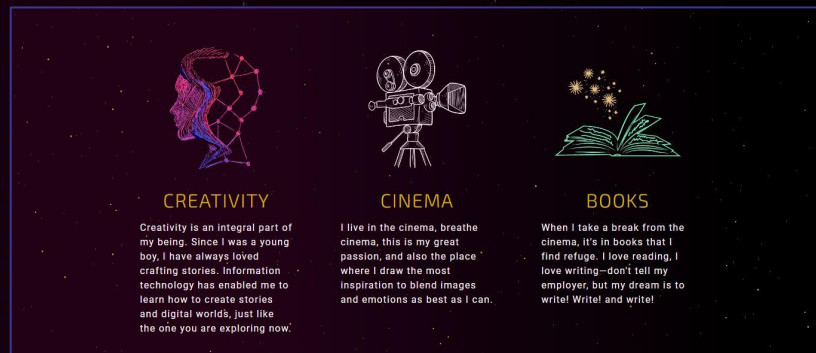 CREATIVITY
Creativity is an integral part of
my being. Since I was a young
boy, I have always loved
crafting stories. Information
technology has enabled me to
learn how to create stories
and digital worlds, just like
the one you are exploring now.
CINEMA
I live in the cinema, breathe
cinema, this is my great
passion, and also the place
where I draw the most
inspiration to blend images
and emotions as best as I can.
BOOKS
When I take a break from the
cinema, it's in books that I
find refuge. I love reading, I
love writing—don't tell my
employer, but my dream is to
write! Write! and write!